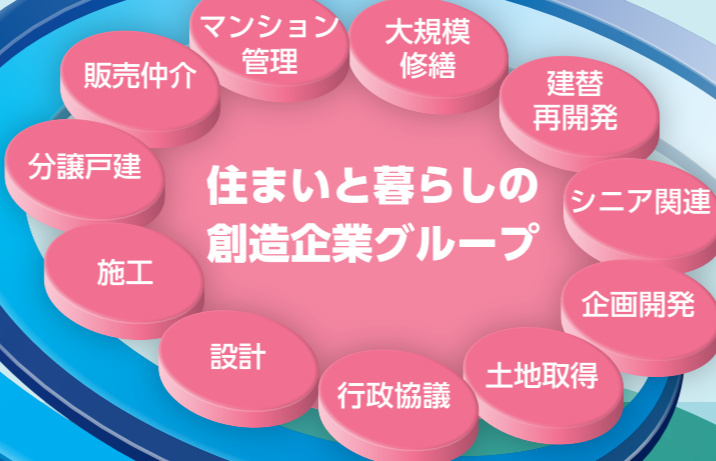 マンション
管理
大規模
修繕
建替
再開発
シニア関連
企画開発
土地取得
行政協議
設計
施工
分譲戸建
販売仲介
住まいと暮らしの
創造企業グループ